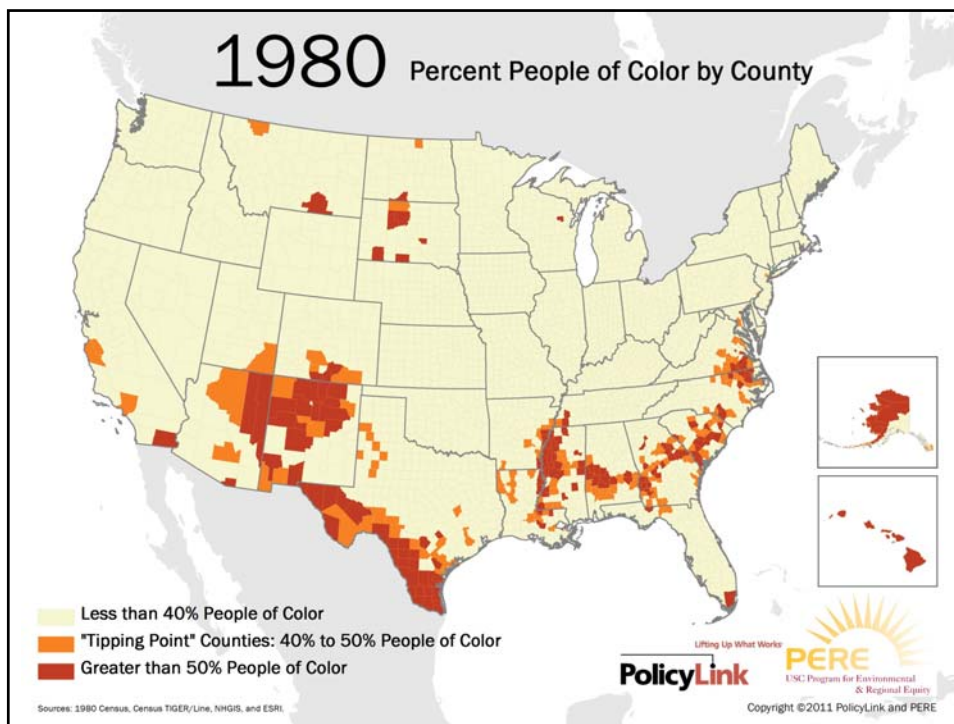 1980 Percent People of Color by County
Less than 40% People of Color
"Tipping Point" Counties: 40% to 50% People of Color
Greater than 50% People of Color
Lifting Up What Works
PolicyLink
PERE
USC Program for Environmental
& Regional Equity
Sources: 1980 Census, Census TIGER/Line, NHGIS, and ESRI.
Copyright ©2011 PolicyLink and PERE